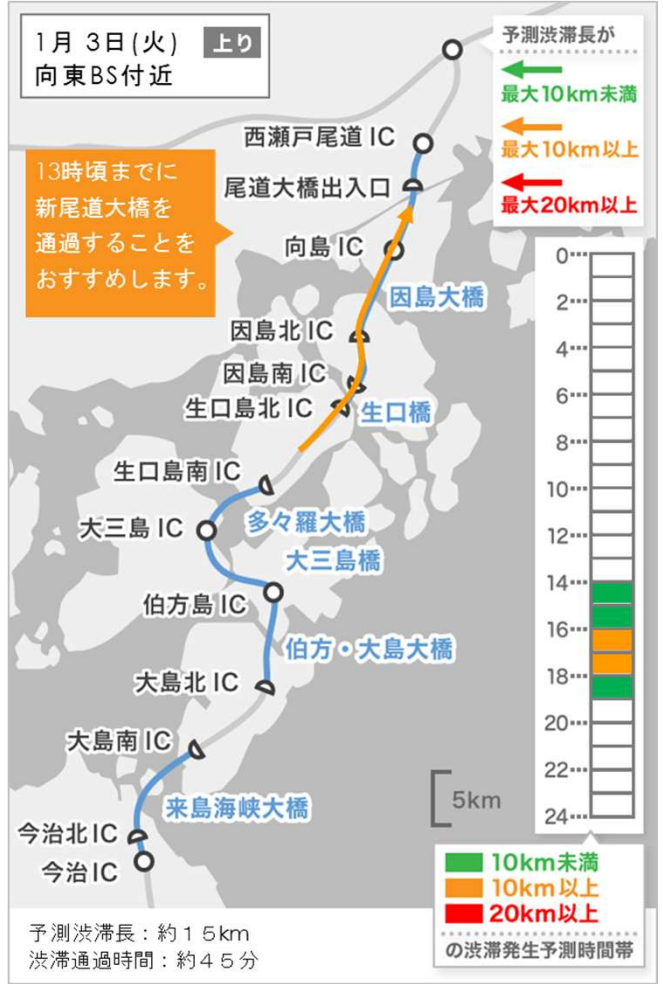 1月 3日(火) 上り
向東BS付近
予測渋滞長が
最大10km未満
最大10km以上
最大20km以上
13時頃までに
新尾道大橋を
通過することを
おすすめします。
西瀬戸尾道 IC
尾道大橋出入口
向島 IC
因島大橋
因島北 IC
因島南 IC
生口島北 IC
生口橋
生口島南 IC
多々羅大橋
大三島 IC
大三島橋
伯方島 IC
伯方・大島大橋
大島北 IC
大島南 IC
来島海峡大橋
今治北 IC
今治 IC
5km
0
2
4
6
8
10
12
14
16
18
20
22
24
10km未満
10km以上
20km以上
の渋滞発生予測時間帯
予測渋滞長：約15km
渋滞通過時間：約45分